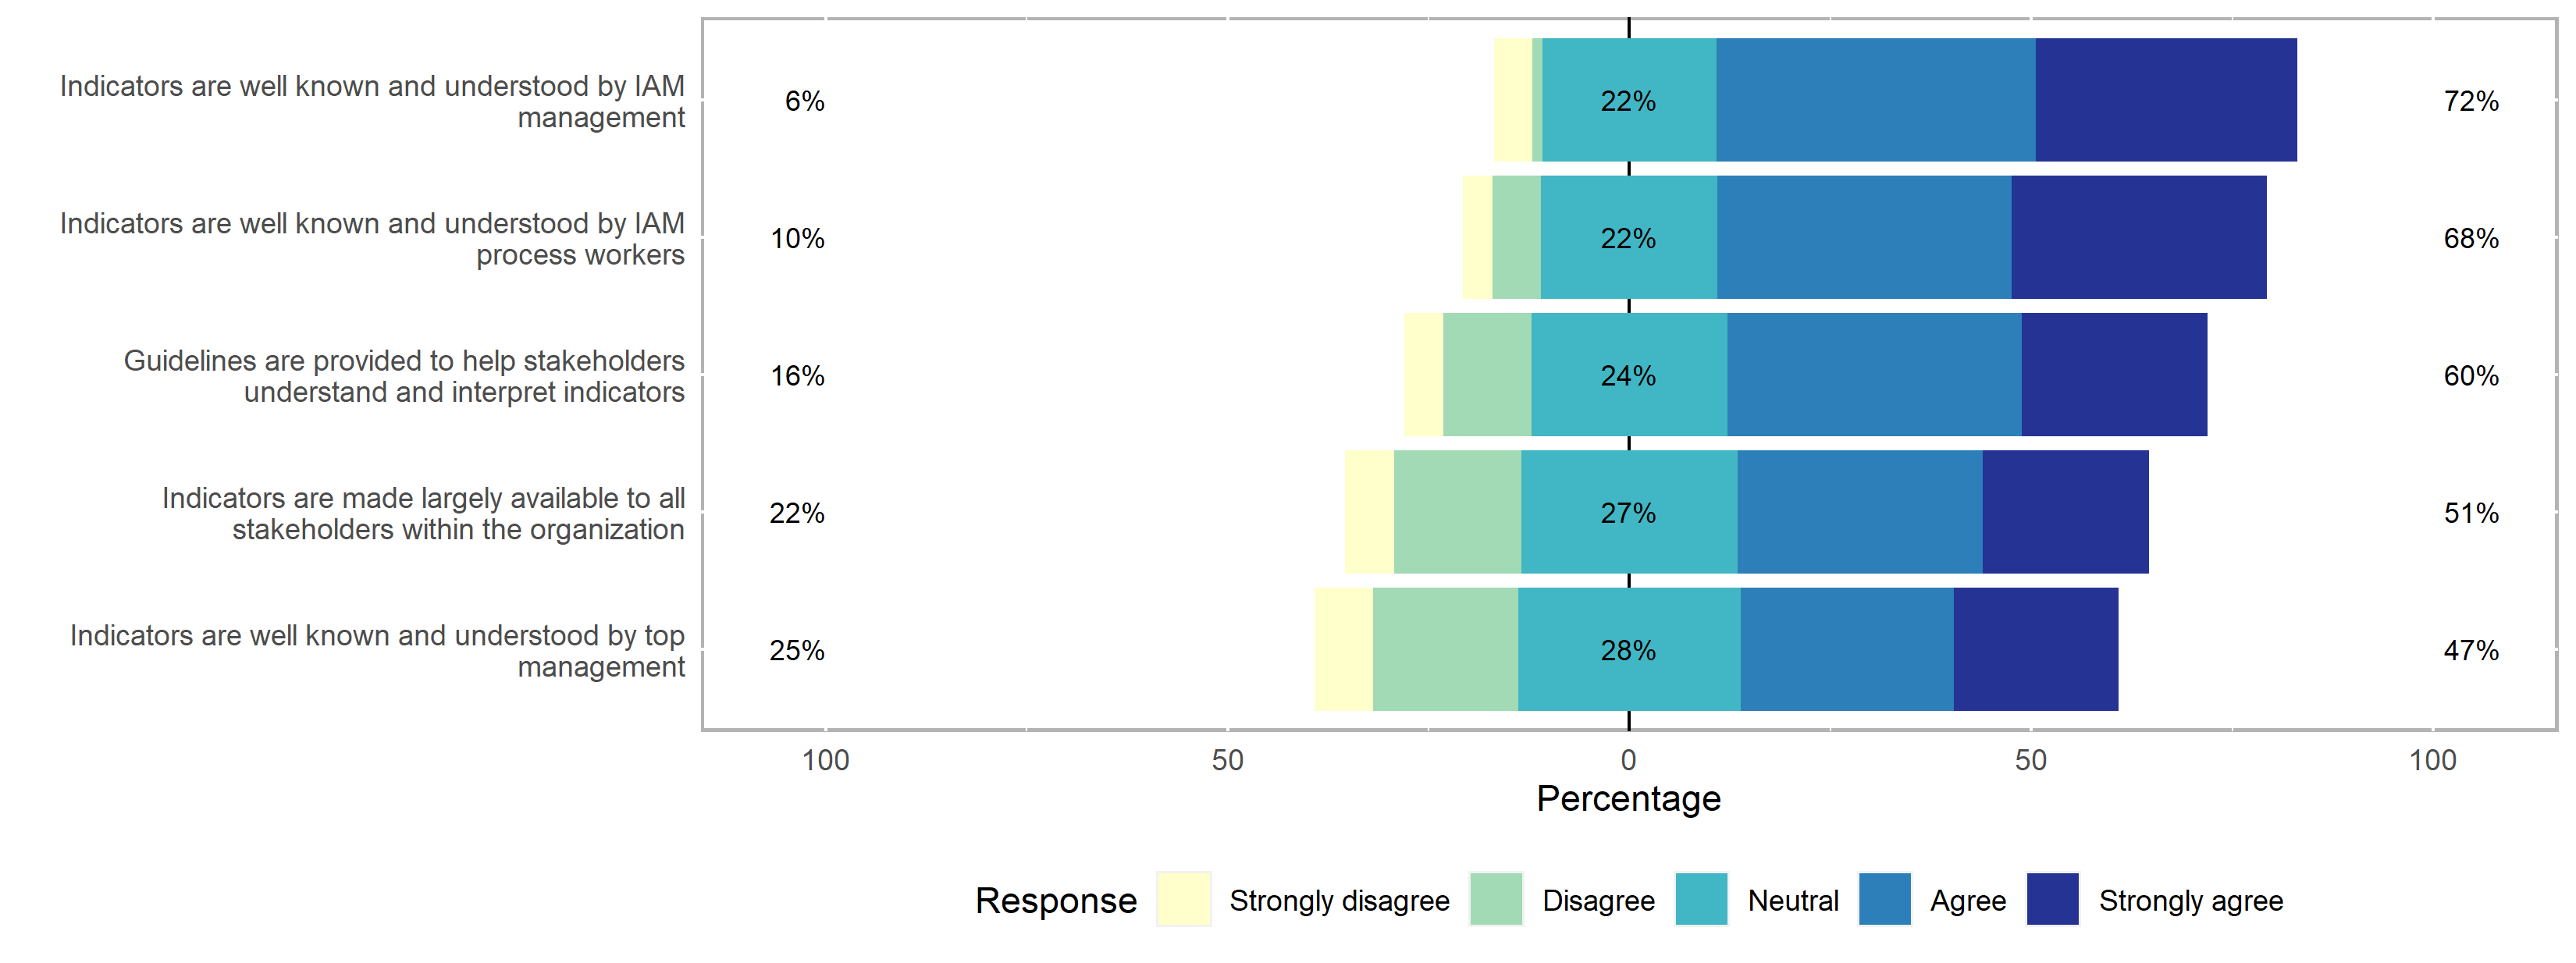 Indicators are well known and understood by IAM
management
6%
22%
72%
Indicators are well known and understood by IAM
process workers
10%
22%
68%
Guidelines are provided to help stakeholders
understand and interpret indicators
16%
24%
60%
Indicators are made largely available to all
stakeholders within the organization
22%
27%
51%
Indicators are well known and understood by top
management
25%
28%
47%
100 50 0 50 100
Percentage
Response Strongly disagree Disagree Neutral Agree Strongly agree